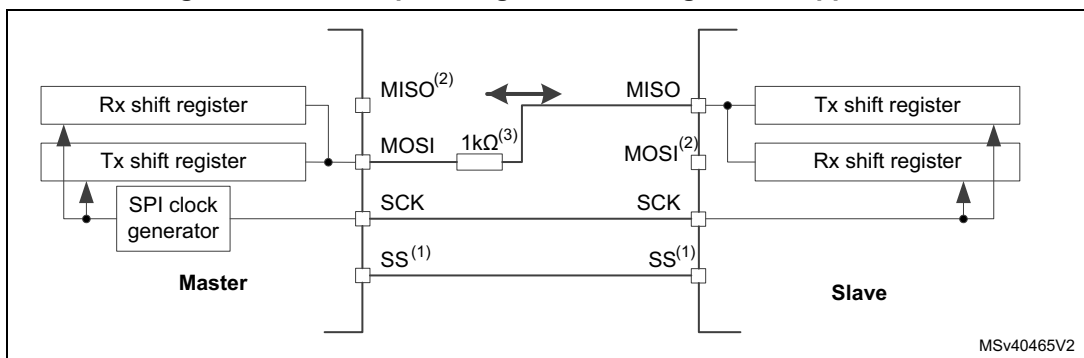 MISO(2)
MISO
Rx shift register
Tx shift register
MOSI
1kΩ(3)
MOSI(2)
Tx shift register
Rx shift register
SPI clock
generator
SCK
SCK
SS(1)
SS(1)
Master
Slave
MSv40465V2